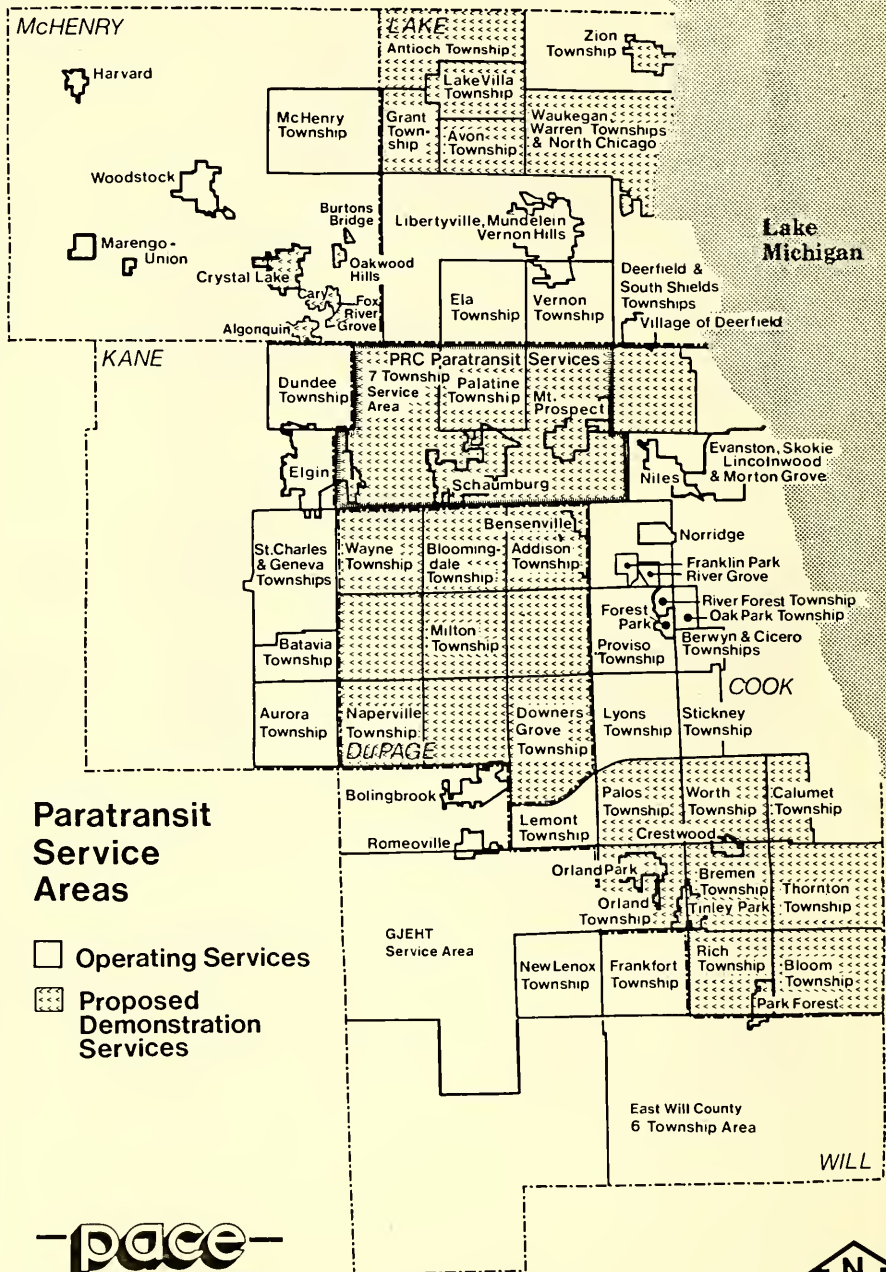 McHENRY
LAKE
Antioch Township
Zion
Township
Harvard
Lake Villa
Township
McHenry
Township
Grant
Town-
ship
Avon
Township
Waukegan,
Warren Townships
& North Chicago
Woodstock
Burtons
Bridge
Libertyville, Mundelein
Vernon Hills
Lake
Michigan
Marengo-
Union
Oakwood
Hills
Crystal Lake
Cary
Fox
River
Grove
Algonquin
Ela
Township
Vernon
Township
Deerfield &
South Shields
Townships
Village of Deerfield
KANE
PRC Paratransit Services
7 Township
Service
Area
Dundee
Township
Palatine
Township
Mt.
Prospect
Elgin
Schaumburg
Niles
Evanston, Skokie
Lincolnwood
& Morton Grove
Bensenville
Norridge
St. Charles
& Geneva
Townships
Wayne
Township
Blooming-
dale
Township
Addison
Township
Franklin Park
River Grove
River Forest Township
Forest
Park
Oak Park Township
Milton
Township
Batavia
Township
Proviso
Township
Berwyn & Cicero
Townships
COOK
Aurora
Township
Naperville
Township
DuPAGE
Downers
Grove
Township
Lyons
Township
Stickney
Township
Bolingbrook
Palos
Township
Worth
Township
Calumet
Township
Lemont
Township
Romeoville
Crestwood
Orland Park
Bremen
Township
Thornton
Township
Orland
Township
Tinley Park
GJEHT
Service Area
New Lenox
Township
Frankfort
Township
Rich
Township
Bloom
Township
Park Forest
East Will County
6 Township Area
WILL
Paratransit
Service
Areas
Operating Services
Proposed
Demonstration
Services
pace
N